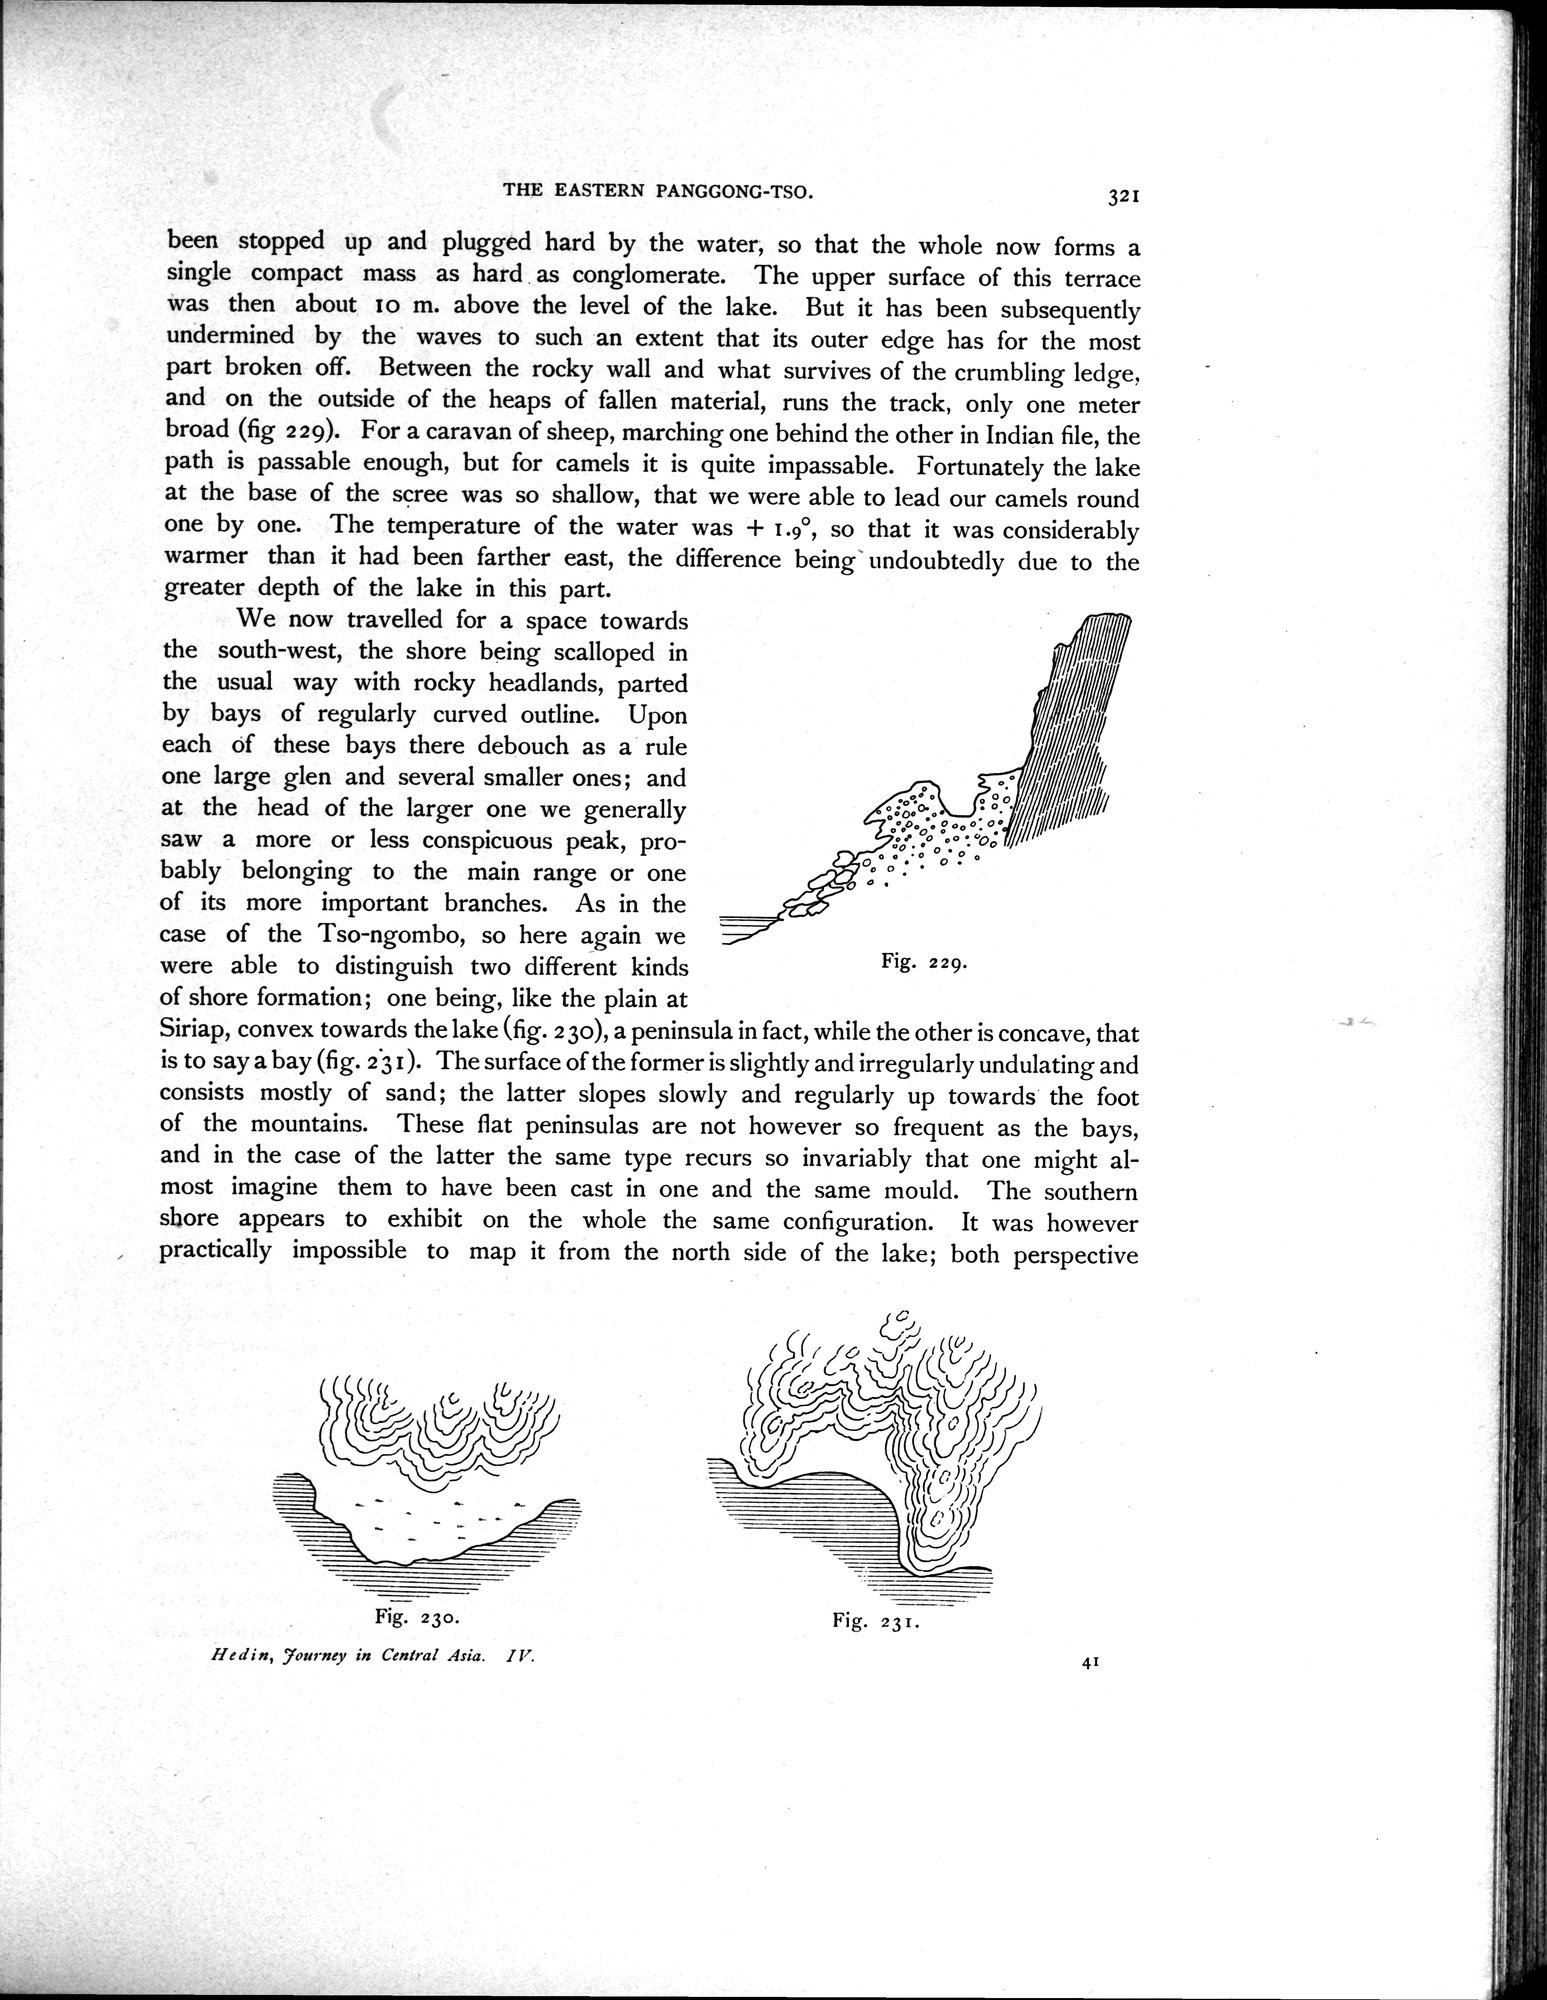 THE EASTERN PANGGONG-TSO.
321
been stopped up and plugged hard by the water, so that the whole now forms a
single compact mass as hard as conglomerate. The upper surface of this terrace
was then about 10 m. above the level of the lake. But it has been subsequently
undermined by the waves to such an extent that its outer edge has for the most
part broken off. Between the rocky wall and what survives of the crumbling ledge,
and on the outside of the heaps of fallen material, runs the track, only one meter
broad (fig 229). For a caravan of sheep, marching one behind the other in Indian file, the
path is passable enough, but for camels it is quite impassable. Fortunately the lake
at the base of the scree was so shallow, that we were able to lead our camels round
one by one. The temperature of the water was + 1.9°, so that it was considerably
warmer than it had been farther east, the difference being undoubtedly due to the
greater depth of the lake in this part.
We now travelled for a space towards
the south-west, the shore being scalloped in
the usual way with rocky headlands, parted
by bays of regularly curved outline. Upon
each of these bays there debouch as a rule
one large glen and several smaller ones; and
at the head of the larger one we generally
saw a more or less conspicuous peak, pro-
bably belonging to the main range or one
of its more important branches. As in the
case of the Tso-ngombo, so here again we
were able to distinguish two different kinds
of shore formation; one being, like the plain at
Fig. 229.
Siriap, convex towards the lake (fig. 230), a peninsula in fact, while the other is concave, that
is to say a bay (fig. 231). The surface of the former is slightly and irregularly undulating and
consists mostly of sand; the latter slopes slowly and regularly up towards the foot
of the mountains. These flat peninsulas are not however so frequent as the bays,
and in the case of the latter the same type recurs so invariably that one might al-
most imagine them to have been cast in one and the same mould. The southern
shore appears to exhibit on the whole the same configuration. It was however
practically impossible to map it from the north side of the lake; both perspective
Fig. 230.
Fig. 231.
Hedin, Journey in Central Asia. IV.
41